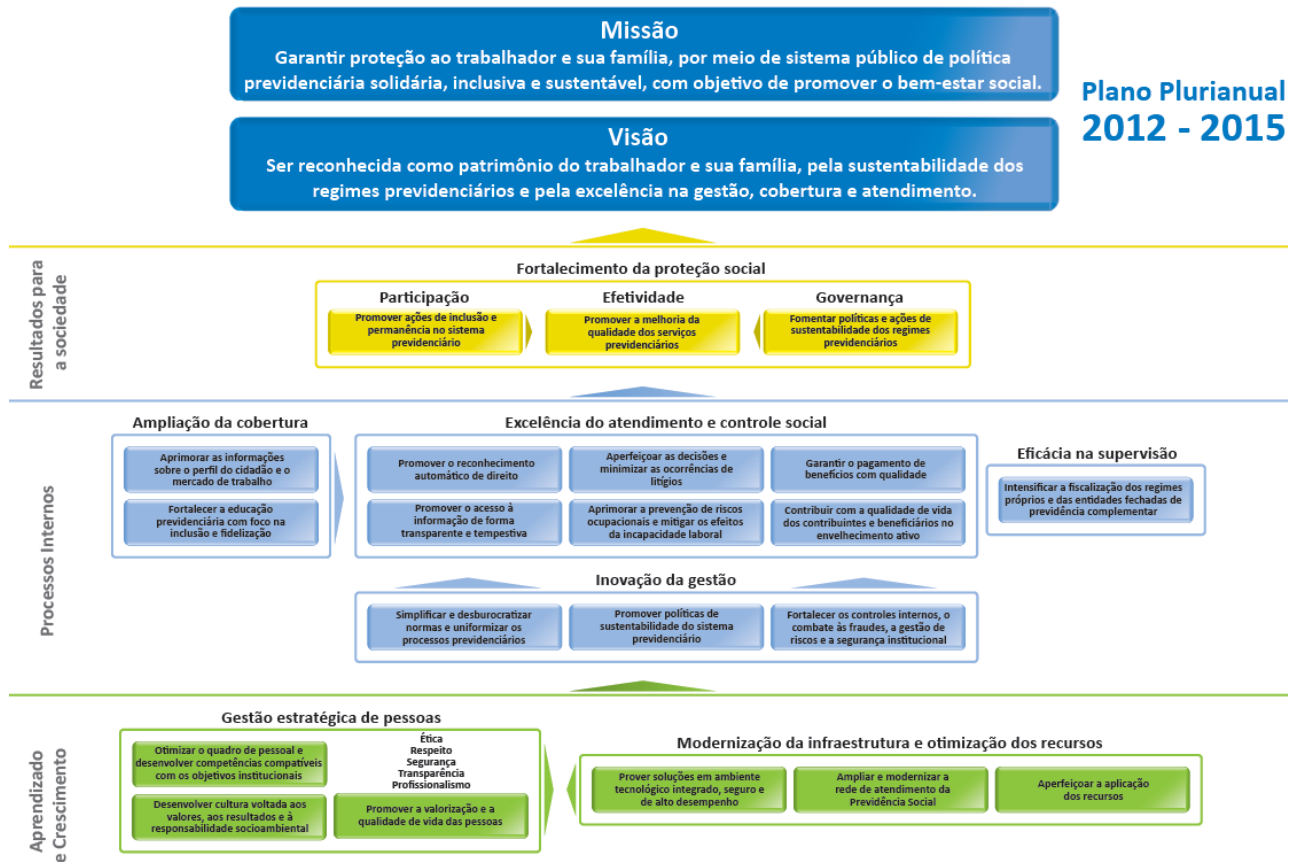 Missão
Garantir proteção ao trabalhador e sua família, por meio de sistema público de política
previdenciária solidária, inclusiva e sustentável, com objetivo de promover o bem-estar social.
Plano Plurianual
2012 - 2015
Visão
Ser reconhecida como patrimônio do trabalhador e sua família, pela sustentabilidade dos
regimes previdenciários e pela excelência na gestão, cobertura e atendimento.
Resultados para
a sociedade
Fortalecimento da proteção social
Participação
Promover ações de inclusão e
permanência no sistema
previdenciário
Efetividade
Promover a melhoria da
qualidade dos serviços
previdenciários
Governança
Fomentar políticas e ações de
sustentabilidade dos regimes
previdenciários
Processos Internos
Ampliação da cobertura
Aprimorar as informações
sobre o perfil do cidadão e o
mercado de trabalho
Fortalecer a educação
previdenciária com foco na
inclusão e fidelização
Excelência do atendimento e controle social
Promover o reconhecimento
automático de direito
Aperfeiçoar as decisões e
minimizar as ocorrências de
litígios
Garantir o pagamento de
benefícios com qualidade
Promover o acesso à
informação de forma
transparente e tempestiva
Aprimorar a prevenção de riscos
ocupacionais e mitigar os efeitos
da incapacidade laboral
Contribuir com a qualidade de vida
dos contribuintes e beneficiários no
envelhecimento ativo
Eficácia na supervisão
Intensificar a fiscalização dos regimes
próprios e das entidades fechadas de
previdência complementar
Inovação da gestão
Simplificar e desburocratizar
normas e uniformizar os
processos previdenciários
Promover políticas de
sustentabilidade do sistema
previdenciário
Fortalecer os controles internos, o
combate às fraudes, a gestão de
riscos e a segurança institucional
Aprendizado
e Crescimento
Gestão estratégica de pessoas
Otimizar o quadro de pessoal e
desenvolver competências compatíveis
com os objetivos institucionais
Ética
Respeito
Segurança
Transparência
Profissionalismo
Desenvolver cultura voltada aos
valores, aos resultados e à
responsabilidade socioambiental
Promover a valorização e a
qualidade de vida das pessoas
Modernização da infraestrutura e otimização dos recursos
Prover soluções em ambiente
tecnológico integrado, seguro e
de alto desempenho
Ampliar e modernizar a
rede de atendimento da
Previdência Social
Aperfeiçoar a aplicação
dos recursos